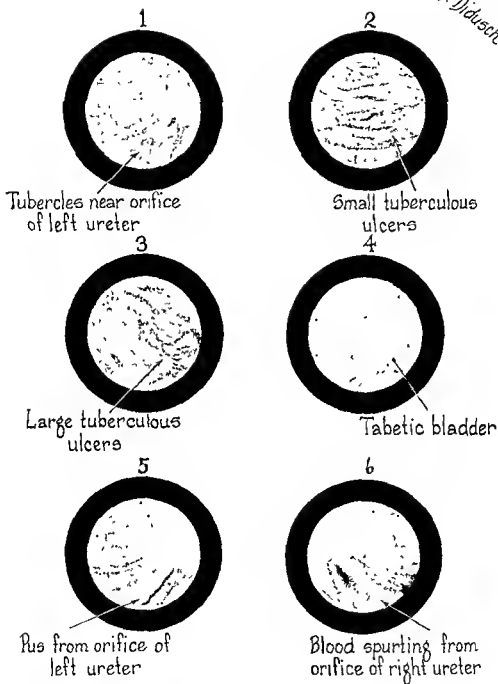 Didusch
1
2
Tubercles near orifice
of left ureter
Small tuberculous
ulcers
3
4
Large tuberculous
ulcers
Tabetic bladder
5
6
Pus from orifice of
left ureter
Blood spurting from
orifice of right ureter